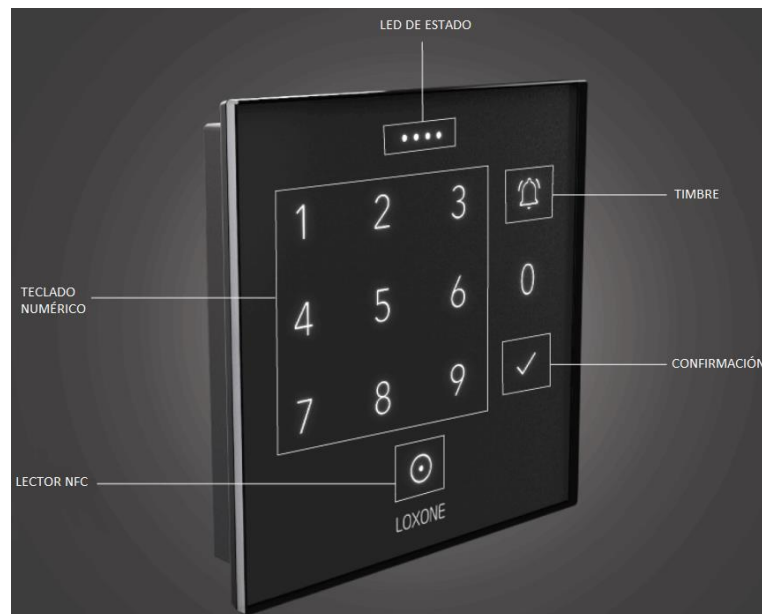 LED DE ESTADO
1 2 3
TIMBRE
TECLADO
NUMÉRICO
4 5 6
0
CONFIRMACIÓN
7 8 9
LECTOR NFC
LOXONE